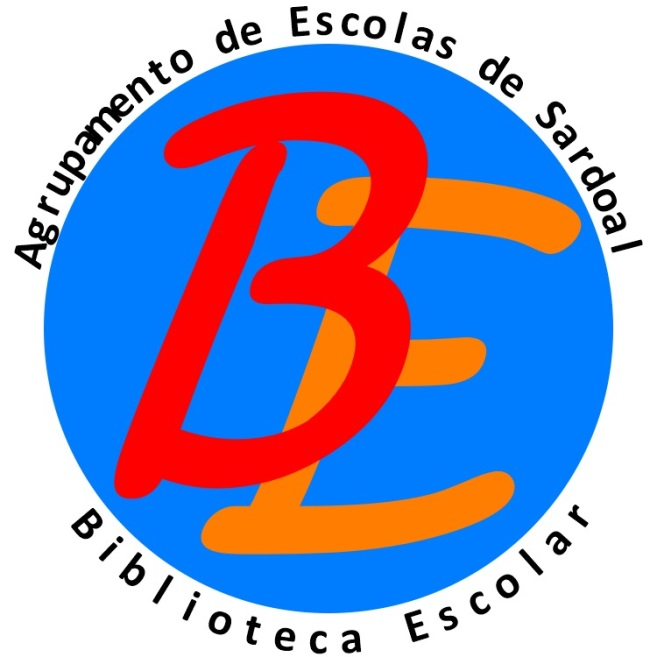 Agrupamento de Escolas de Sardoal
BE
Biblioteca Escolar